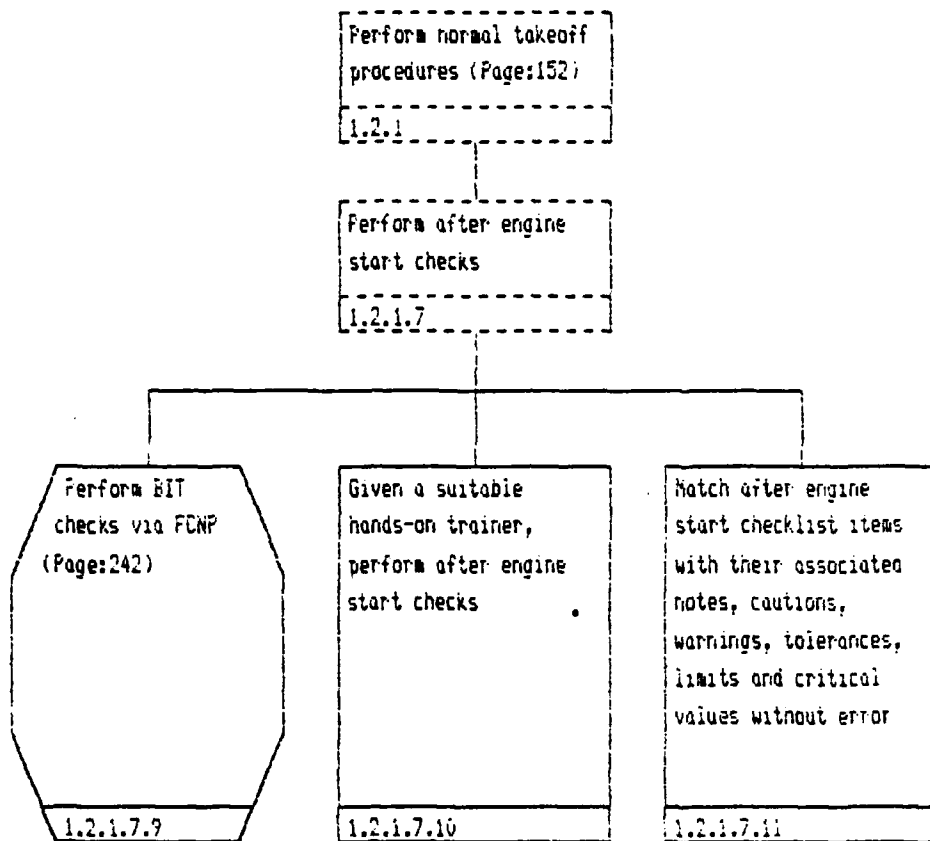 Perform normal takeoff
procedures (Page:152)
1.2.1
Perform after engine
start checks
1.2.1.7
Perform BIT
checks via FCNP
(Page:242)
1.2.1.7.9
Given a suitable
hands-on trainer,
perform after engine
start checks
1.2.1.7.10
Match after engine
start checklist items
with their associated
notes, cautions,
warnings, tolerances,
limits and critical
values without error
1.2.1.7.11